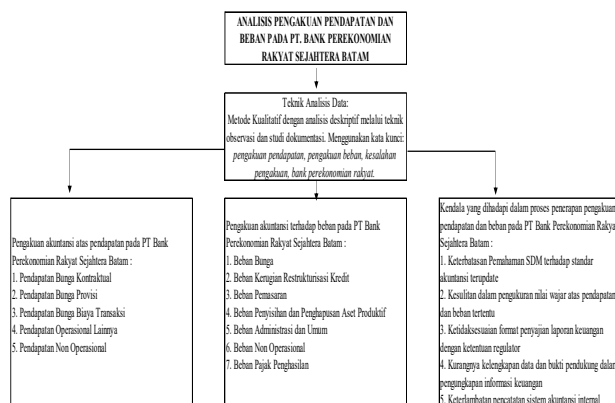 ANALISIS PENGAKUAN PENDAPATAN DAN
BEBAN PADA PT. BANK PEREKONOMIAN
RAKYAT SEJAHTERA BATAM
Teknik Analisis Data:
Metode Kualitatif dengan analisis deskriptif melalui teknik
observasi dan studi dokumentasi. Menggunakan kata kunci:
pengakuan pendapatan, pengakuan beban, kesalahan
pengakuan, bank perekonomian rakyat.
Pengakuan akuntansi atas pendapatan pada PT Bank
Perekonomian Rakyat Sejahtera Batam :
1. Pendapatan Bunga Kontraktual
2. Pendapatan Bunga Provisi
3. Pendapatan Bunga Biaya Transaksi
4. Pendapatan Operasional Lainnya
5. Pendapatan Non Operasional
Pengakuan akuntansi terhadap beban pada PT Bank
Perekonomian Rakyat Sejahtera Batam :
1. Beban Bunga
2. Beban Kerugian Restrukturisasi Kredit
3. Beban Pemasaran
4. Beban Penyisihan dan Penghapusan Aset Produktif
5. Beban Administrasi dan Umum
6. Beban Non Operasional
7. Beban Pajak Penghasilan
Kendala yang dihadapi dalam proses penerapan pengakuan
pendapatan dan beban pada PT Bank Perekonomian Rakya
Sejahtera Batam :
1. Keterbatasan Pemahaman SDM terhadap standar
akuntansi terupdate
2. Kesulitan dalam pengukuran nilai wajar atas pendapatan
dan beban tertentu
3. Ketidaksesuaian format penyajian laporan keuangan
dengan ketentuan regulator
4. Kurangnya kelengkapan data dan bukti pendukung dalam
pengungkapan informasi keuangan
5. Keterlambatan pencatatan sistem akuntansi internal